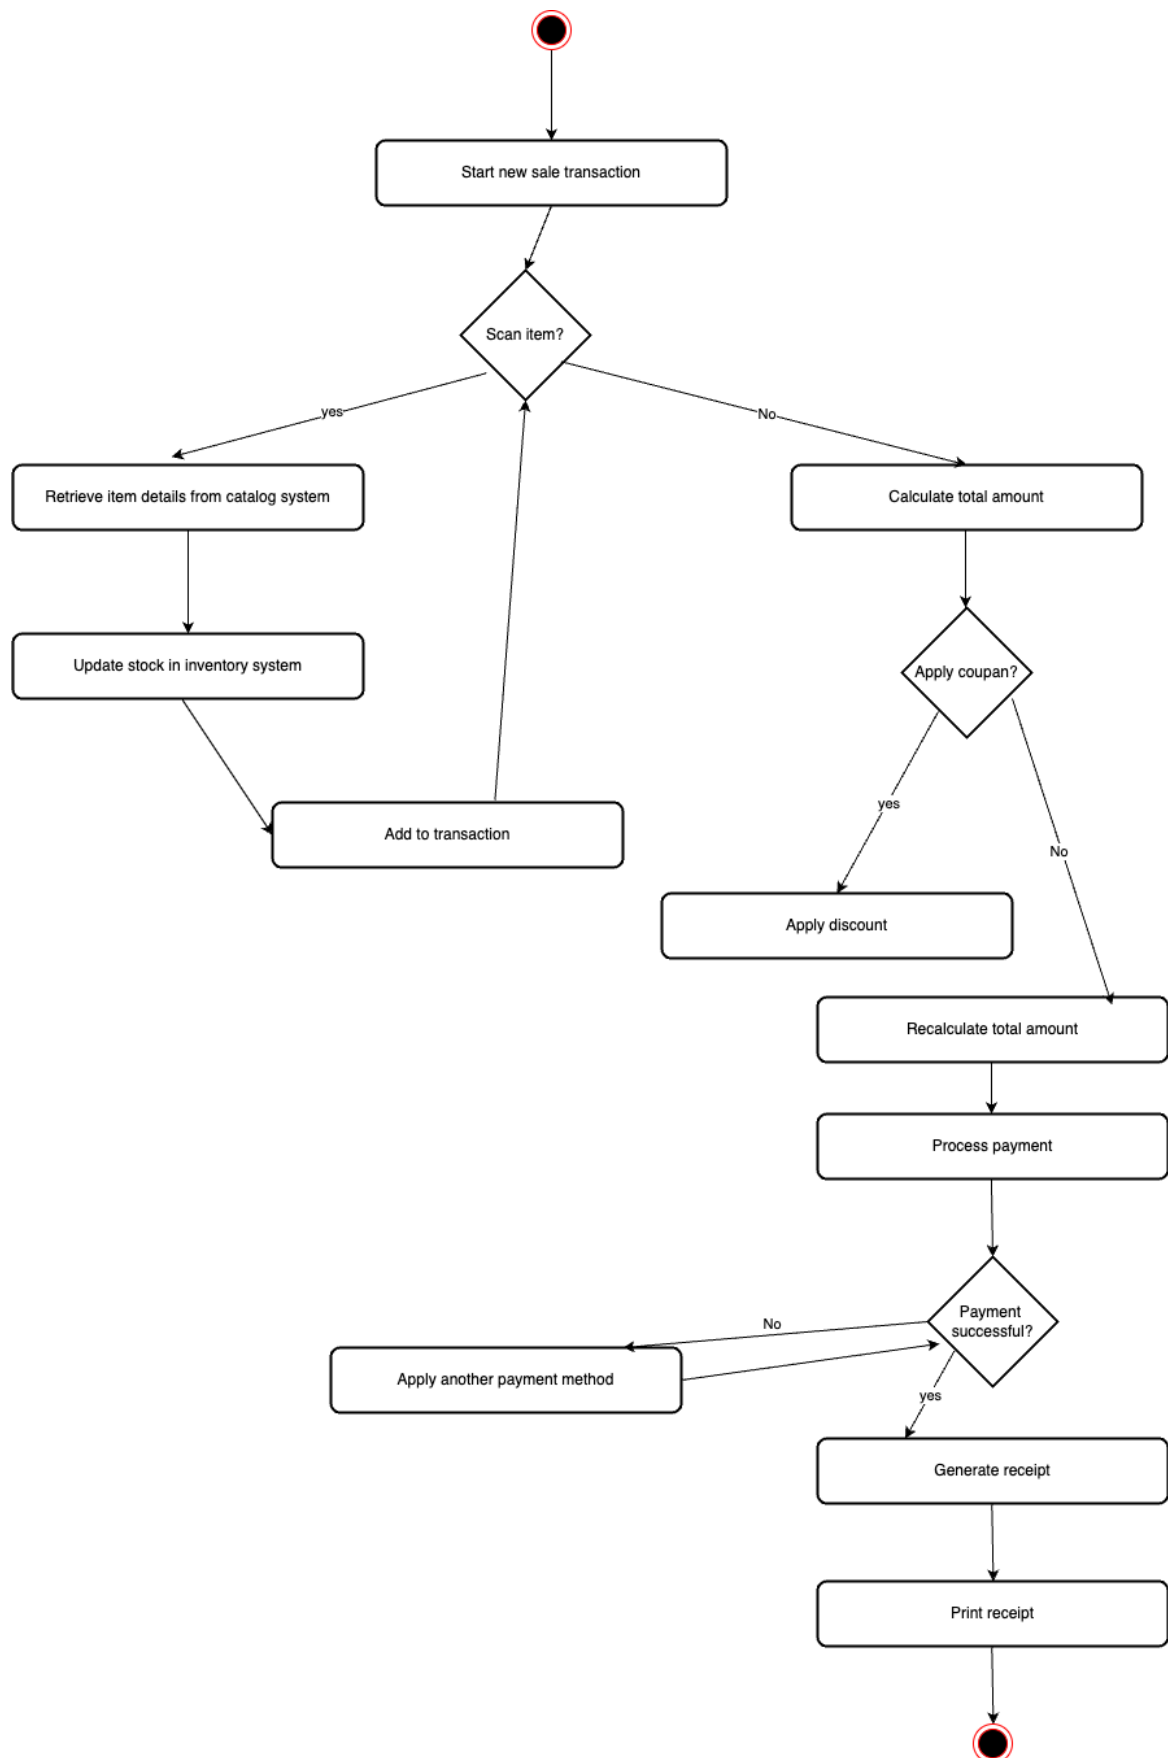 Start new sale transaction
Scan item?
yes
No
Retrieve item details from catalog system
Calculate total amount
Update stock in inventory system
Apply coupan?
yes
Add to transaction
No
Apply discount
Recalculate total amount
Process payment
Payment
successful?
No
Apply another payment method
yes
Generate receipt
Print receipt